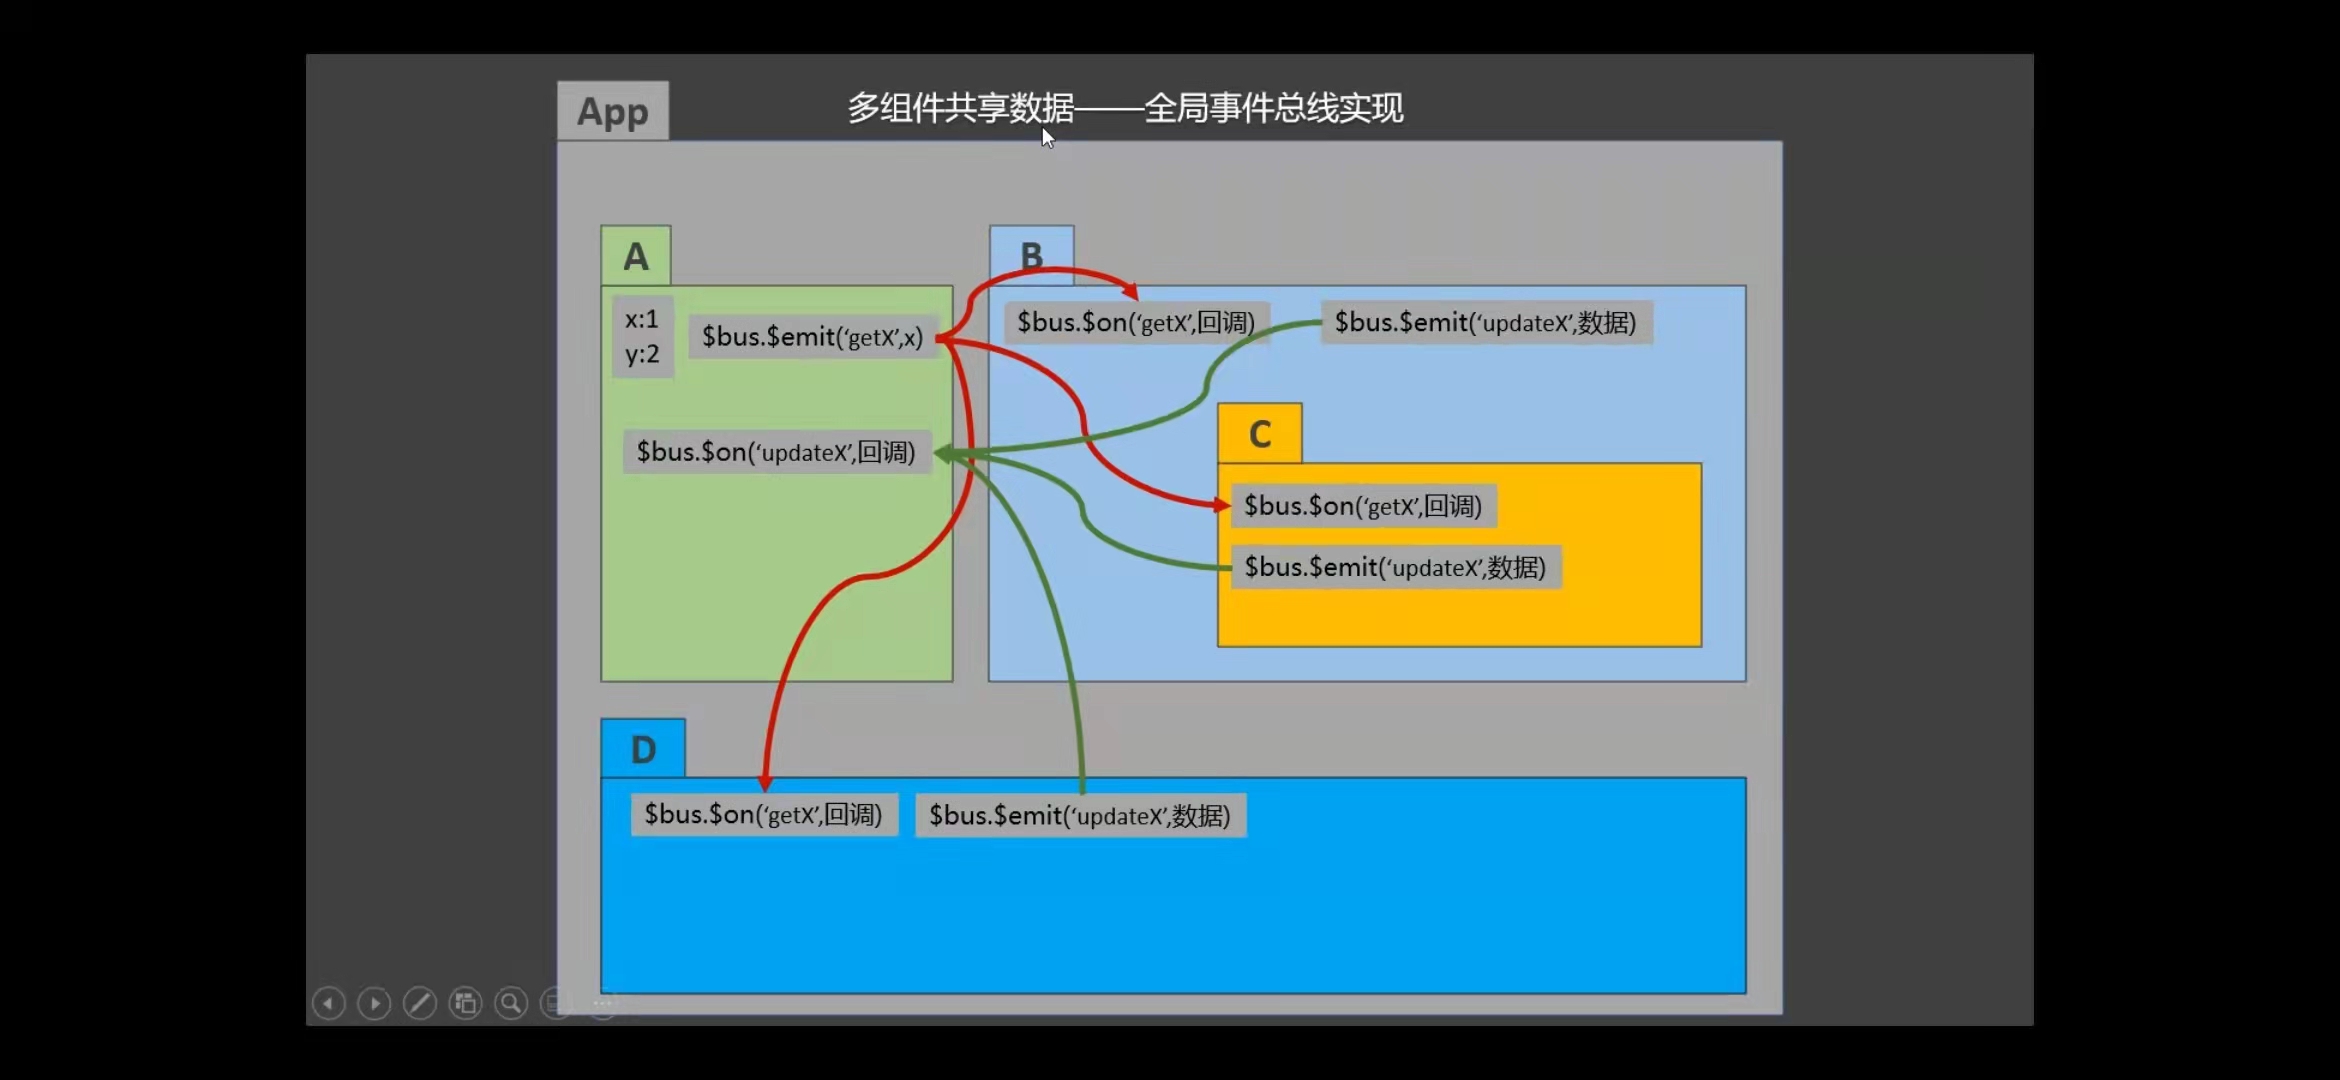 App
多组件共享数据——全局事件总线实现
A
x:1
y:2
$bus.$emit(‘getX’,x)
$bus.$on(‘updateX’,回调)
B
$bus.$on(‘getX’,回调)
$bus.$emit(‘updateX’,数据)
C
$bus.$on(‘getX’,回调)
$bus.$emit(‘updateX’,数据)
D
$bus.$on(‘getX’,回调)
$bus.$emit(‘updateX’,数据)